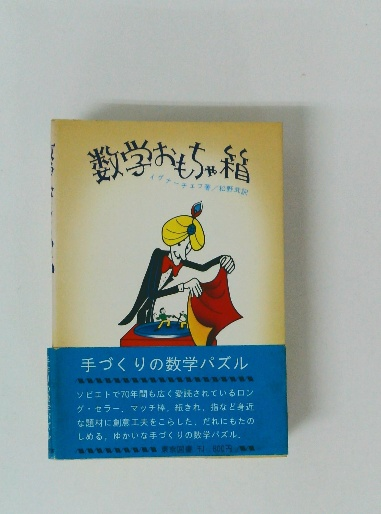 数学おもちゃ箱
イグナーチェフ著／松野武訳
手づくりの数学パズル
ソビエトで70年間も広く愛読されているロン
グ・セラー、マッチ棒、紙きれ、指など身近
な題材に創意工夫をこらした、だれにもたの
しめる、ゆかいな手づくりの数学パズル。